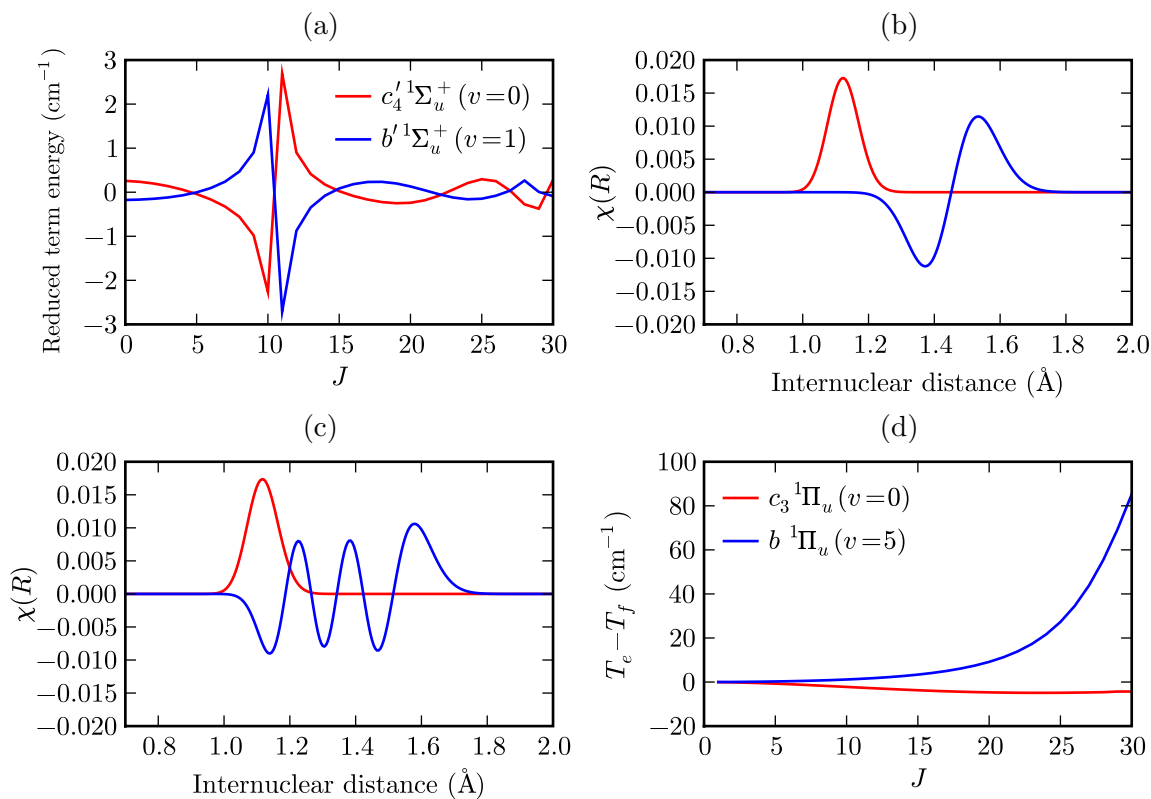 (a)
Reduced term energy (cm⁻¹)
3
2
1
0
−1
−2
−3
c₄′ ¹Σᵤ⁺ (v=0)
b′ ¹Σᵤ⁺ (v=1)
0 5 10 15 20 25 30
J
(b)
χ(R)
0.020
0.015
0.010
0.005
0.000
−0.005
−0.010
−0.015
−0.020
0.8 1.0 1.2 1.4 1.6 1.8 2.0
Internuclear distance (Å)
(c)
χ(R)
0.020
0.015
0.010
0.005
0.000
−0.005
−0.010
−0.015
−0.020
0.8 1.0 1.2 1.4 1.6 1.8 2.0
Internuclear distance (Å)
(d)
T_e−T_f (cm⁻¹)
100
80
60
40
20
0
−20
c₃ ¹Πᵤ (v=0)
b ¹Πᵤ (v=5)
0 5 10 15 20 25 30
J